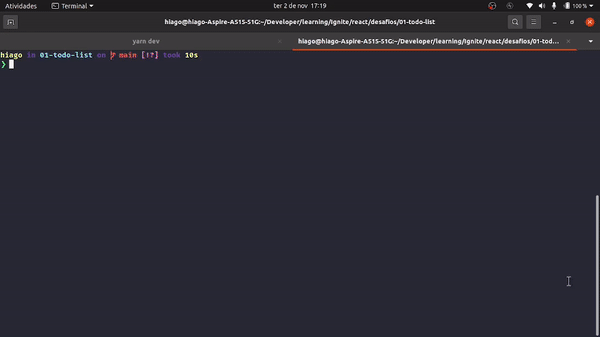 Atividades Terminal ter 2 de nov 17:19 100 %
hiago@hiago-Aspire-A515-51G:~/Developer/learning/Ignite/react/desafios/01-todo-list
yarn dev hiago@hiago-Aspire-A515-51G:~/Developer/learning/Ignite/react/desafios/01-tod...
hiago in 01-todo-list on main [!?] took 10s
❯